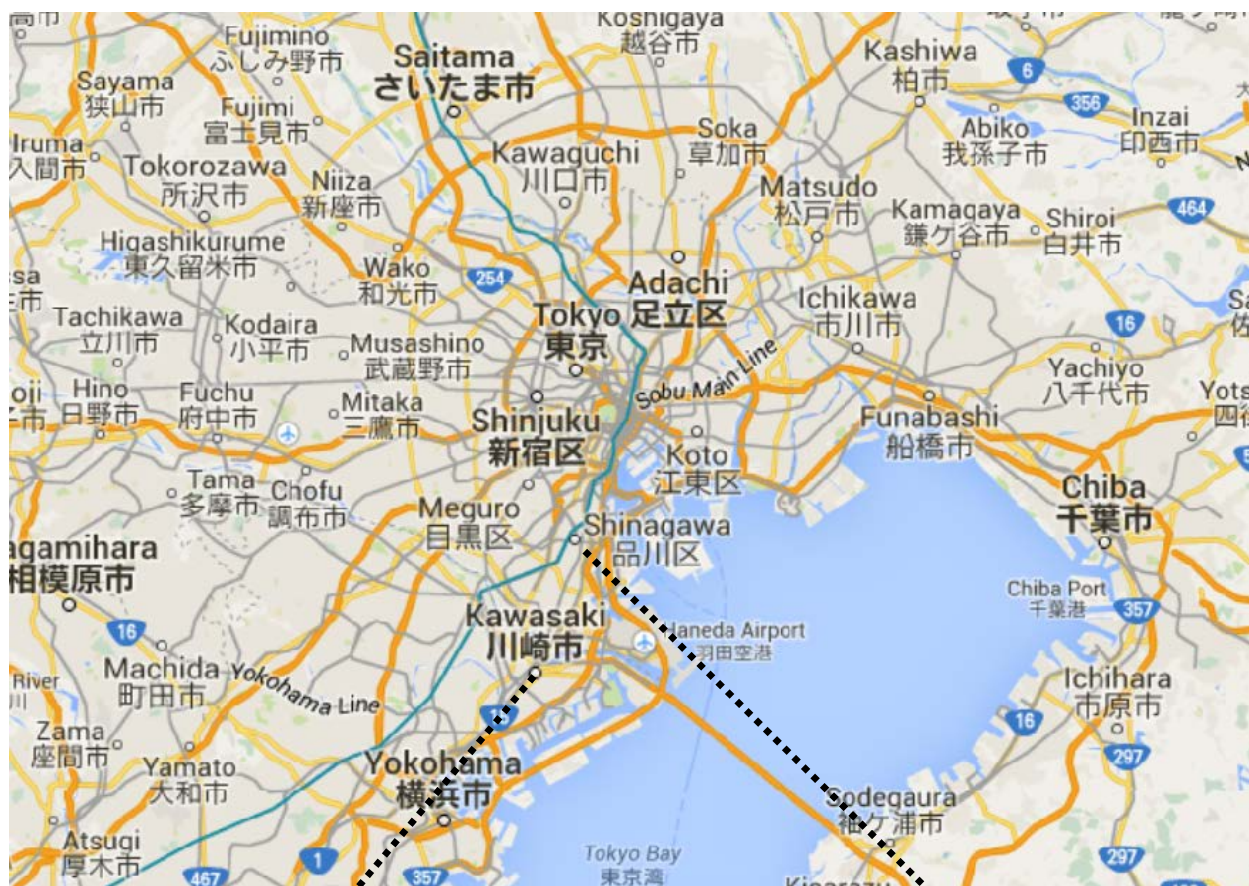 Koshigaya
越谷市
Fujimino
ふじみ野市
Saitama
さいたま市
Kashiwa
柏市
6
Sayama
狭山市
Fujimi
富士見市
356
Inzai
印西市
Soka
草加市
Abiko
我孫子市
Iruma
入間市
Tokorozawa
所沢市
Kawaguchi
川口市
Niiza
新座市
Matsudo
松戸市
Kamagaya
鎌ケ谷市
Shiroi
白井市
464
Higashikurume
東久留米市
Wako
和光市
254
Adachi
足立区
Ichikawa
市川市
16
Tachikawa
立川市
Kodaira
小平市
Musashino
武蔵野市
Tokyo
東京
Yachiyo
八千代市
Sobu Main Line
Hino
日野市
Fuchu
府中市
Mitaka
三鷹市
Shinjuku
新宿区
Funabashi
船橋市
Koto
江東区
Tama
多摩市
Chofu
調布市
Meguro
目黒区
Shinagawa
品川区
Chiba
千葉市
agamihara
相模原市
Chiba Port
千葉港
357
16
Kawasaki
川崎市
Haneda Airport
羽田空港
Machida
町田市
Yokohama Line
River
川
Ichihara
市原市
16
297
Zama
座間市
Yamato
大和市
Yokohama
横浜市
Sodegaura
袖ケ浦市
Atsugi
厚木市
467
1
357
Tokyo Bay
東京湾
297